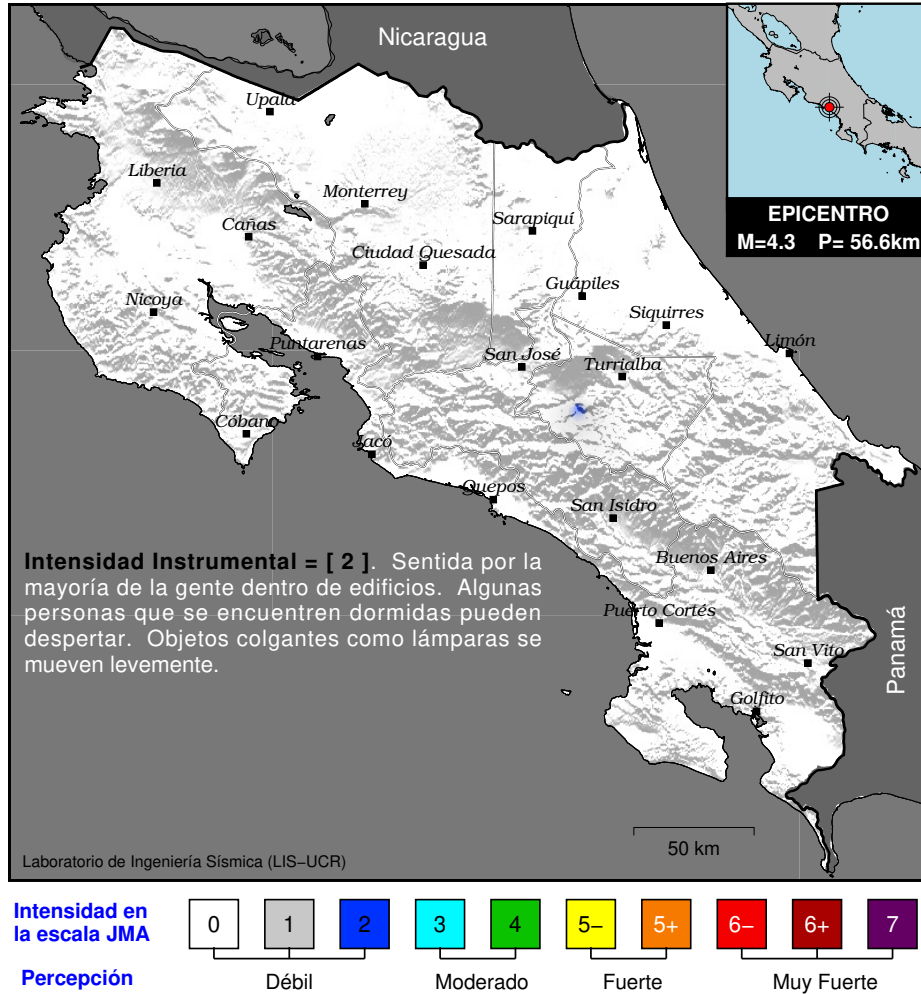 Nicaragua
Upala
Liberia
Monterrey
Cañas
Sarapiquí
EPICENTRO
M=4.3 P= 56.6km
Ciudad Quesada
Guápiles
Nicoya
Siquirres
Puntarenas
San José
Limón
Turrialba
Cóbano
Jacó
Quepos
San Isidro
Intensidad Instrumental = [ 2 ]. Sentida por la
mayoría de la gente dentro de edificios. Algunas
personas que se encuentren dormidas pueden
despertar. Objetos colgantes como lámparas se
mueven levemente.
Buenos Aires
Puerto Cortés
San Vito
Panamá
Golfito
50 km
Laboratorio de Ingeniería Sísmica (LIS−UCR)
Intensidad en
la escala JMA
0 1 2 3 4 5− 5+ 6− 6+ 7
Percepción
Débil Moderado Fuerte Muy Fuerte